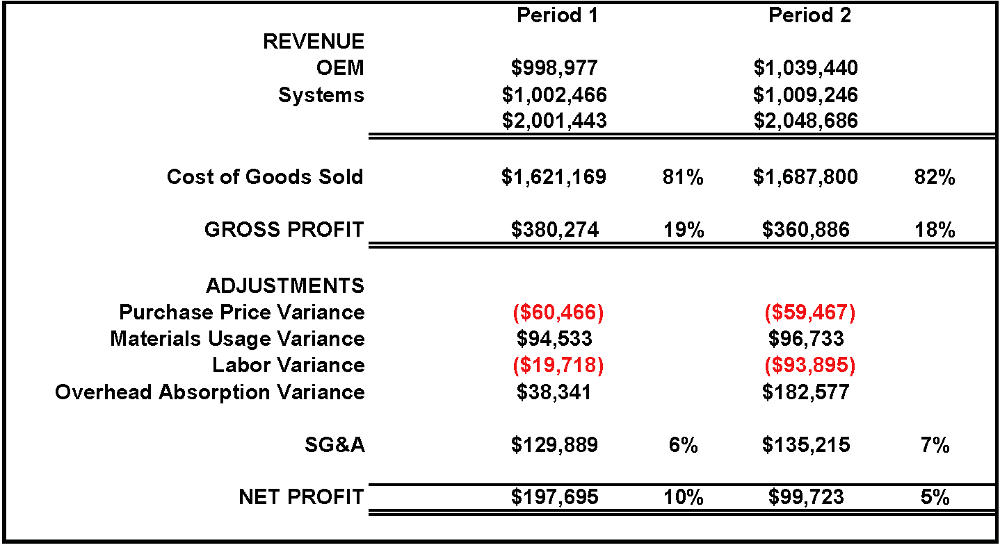 Period 1 Period 2
REVENUE
OEM $998,977 $1,039,440
Systems $1,002,466 $1,009,246
$2,001,443 $2,048,686
Cost of Goods Sold $1,621,169 81% $1,687,800 82%
GROSS PROFIT $380,274 19% $360,886 18%
ADJUSTMENTS
Purchase Price Variance ($60,466) ($59,467)
Materials Usage Variance $94,533 $96,733
Labor Variance ($19,718) ($93,895)
Overhead Absorption Variance $38,341 $182,577
SG&A $129,889 6% $135,215 7%
NET PROFIT $197,695 10% $99,723 5%